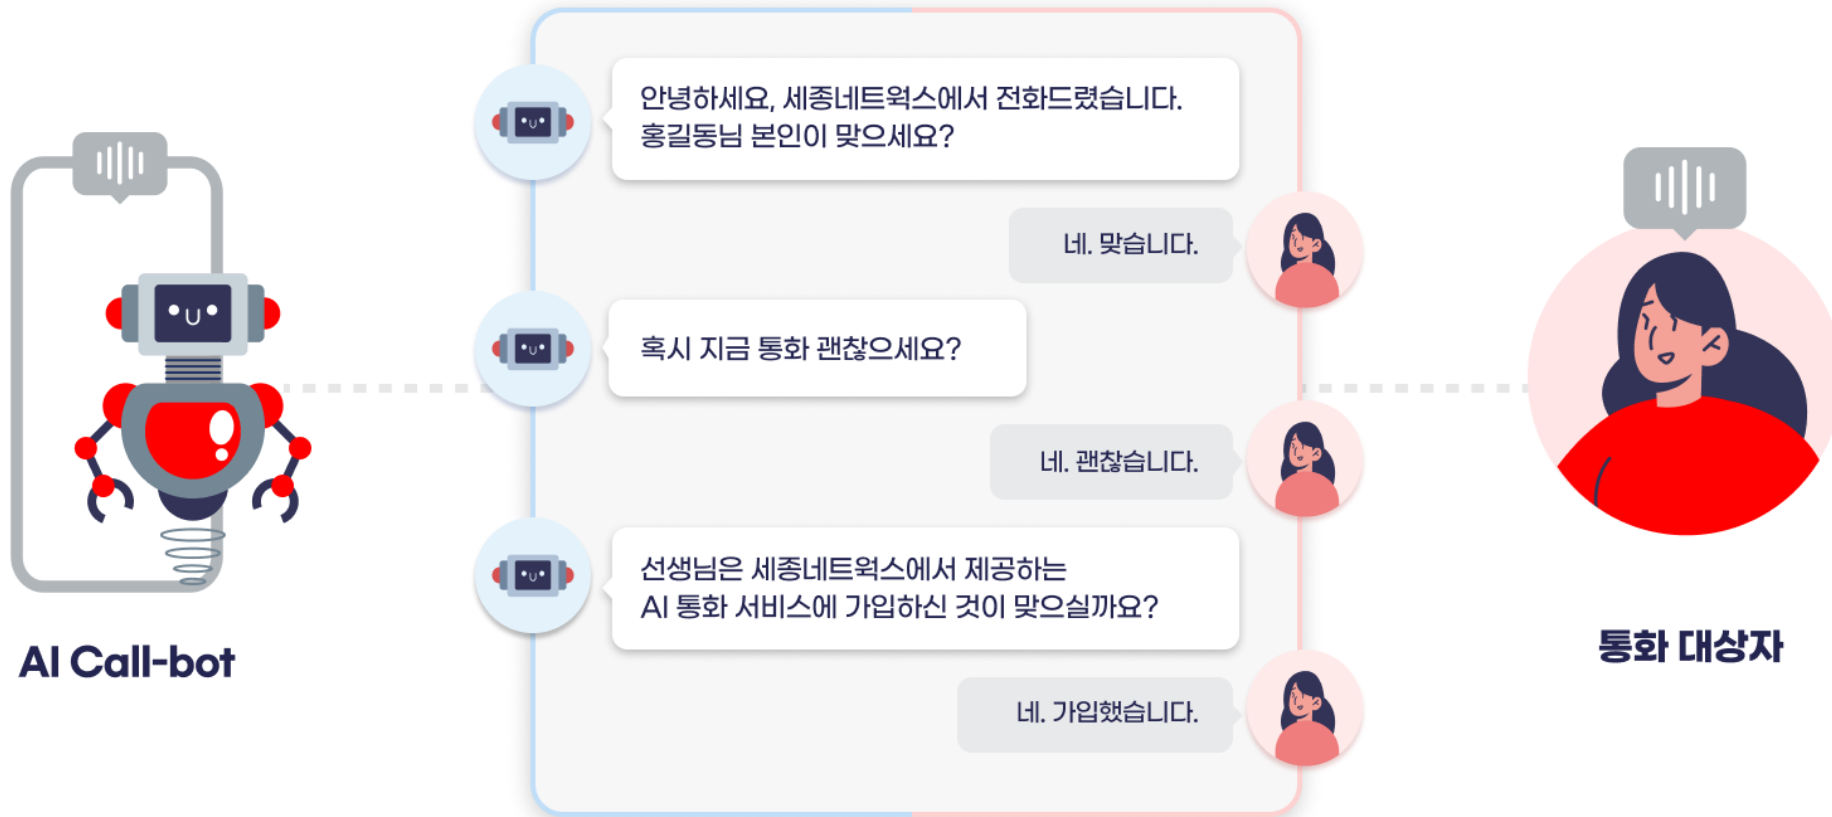 안녕하세요, 세종네트웍스에서 전화드렸습니다.
홍길동님 본인이 맞으세요?
네. 맞습니다.
혹시 지금 통화 괜찮으세요?
네. 괜찮습니다.
선생님은 세종네트웍스에서 제공하는
AI 통화 서비스에 가입하신 것이 맞으실까요?
네. 가입했습니다.
AI Call-bot
통화 대상자